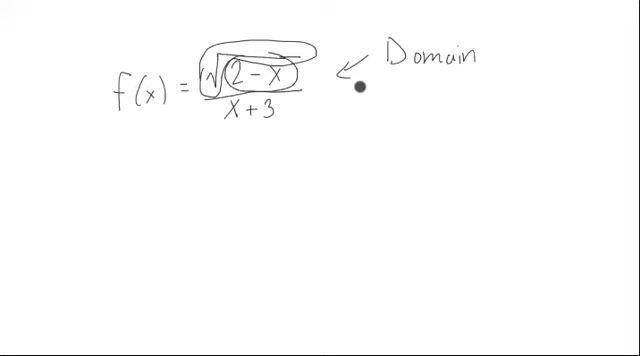 f(x) = √(2 - x) / (x + 3)
Domain